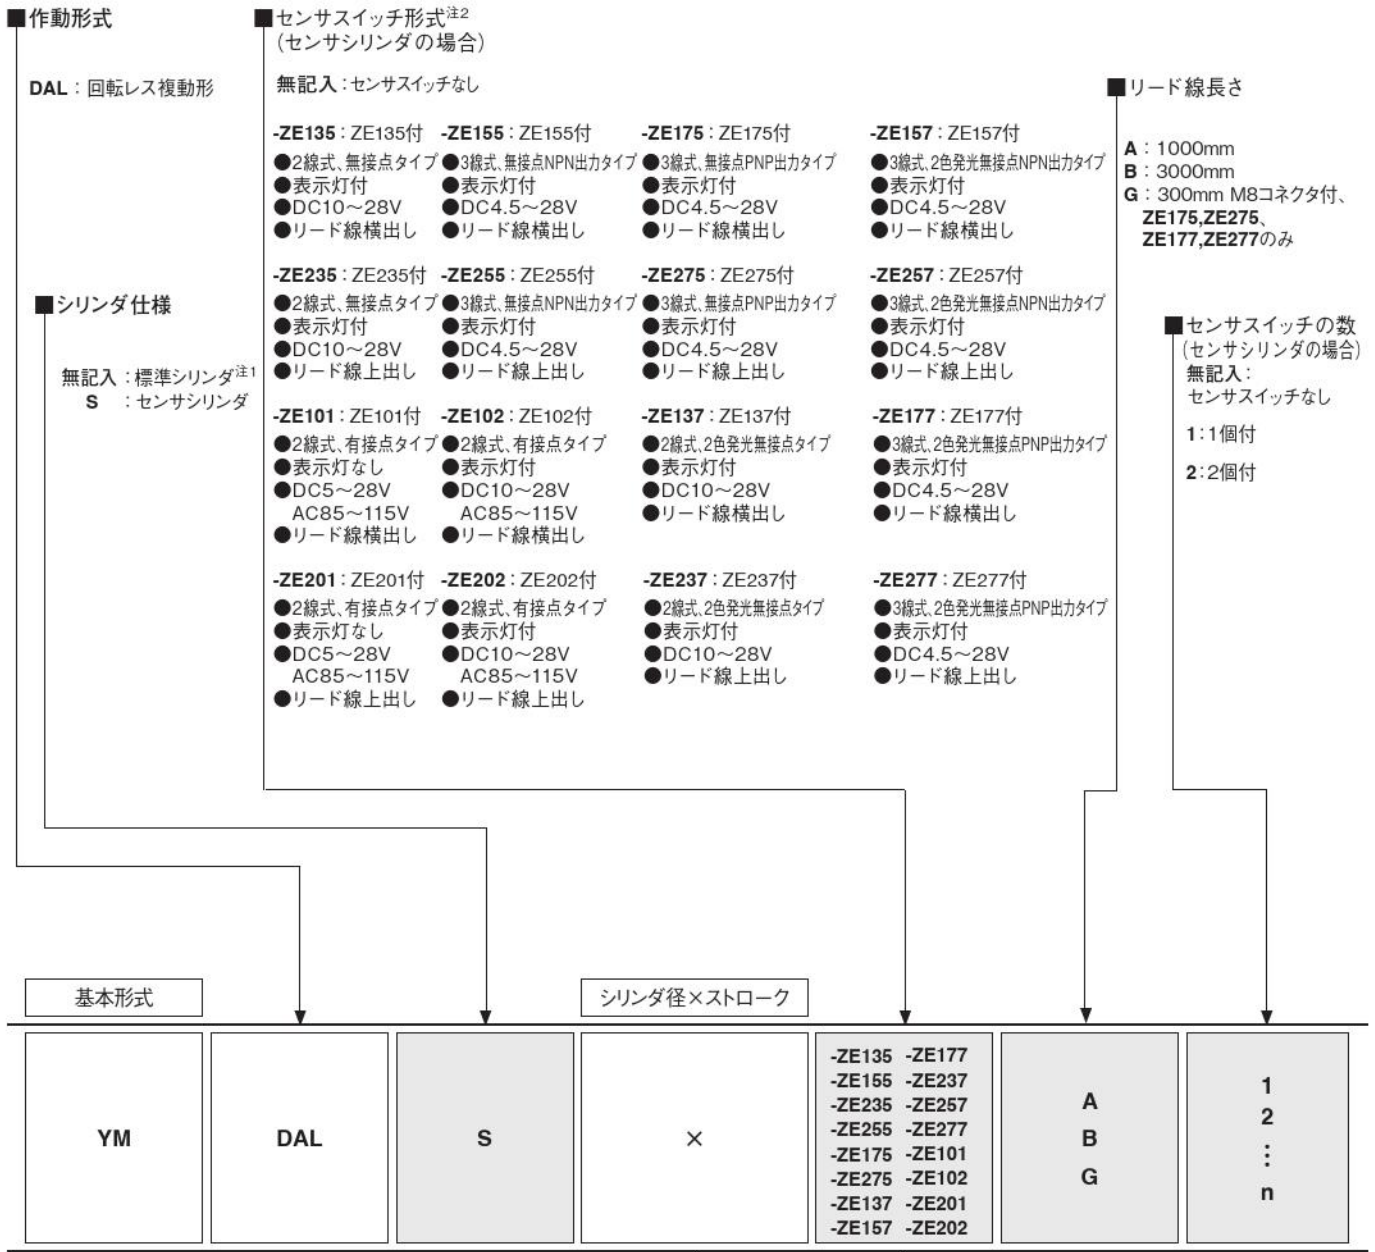 ■作動形式
DAL：回転レス複動形
■シリンダ仕様
無記入：標準シリンダ注1
S ：センサシリンダ
■センサスイッチ形式注2
（センサシリンダの場合）
無記入：センサスイッチなし
-ZE135：ZE135付
●2線式、無接点タイプ
●表示灯付
●DC10〜28V
●リード線横出し
-ZE155：ZE155付
●3線式、無接点NPN出力タイプ
●表示灯付
●DC4.5〜28V
●リード線横出し
-ZE175：ZE175付
●3線式、無接点PNP出力タイプ
●表示灯付
●DC4.5〜28V
●リード線横出し
-ZE157：ZE157付
●3線式、2色発光無接点NPN出力タイプ
●表示灯付
●DC4.5〜28V
●リード線横出し
-ZE235：ZE235付
●2線式、無接点タイプ
●表示灯付
●DC10〜28V
●リード線上出し
-ZE255：ZE255付
●3線式、無接点NPN出力タイプ
●表示灯付
●DC4.5〜28V
●リード線上出し
-ZE275：ZE275付
●3線式、無接点PNP出力タイプ
●表示灯付
●DC4.5〜28V
●リード線上出し
-ZE257：ZE257付
●3線式、2色発光無接点NPN出力タイプ
●表示灯付
●DC4.5〜28V
●リード線上出し
-ZE101：ZE101付
●2線式、有接点タイプ
●表示灯なし
●DC5〜28V
AC85〜115V
●リード線横出し
-ZE102：ZE102付
●2線式、有接点タイプ
●表示灯付
●DC10〜28V
AC85〜115V
●リード線横出し
-ZE137：ZE137付
●2線式、2色発光無接点タイプ
●表示灯付
●DC10〜28V
●リード線横出し
-ZE177：ZE177付
●3線式、2色発光無接点PNP出力タイプ
●表示灯付
●DC4.5〜28V
●リード線横出し
-ZE201：ZE201付
●2線式、有接点タイプ
●表示灯なし
●DC5〜28V
AC85〜115V
●リード線上出し
-ZE202：ZE202付
●2線式、有接点タイプ
●表示灯付
●DC10〜28V
AC85〜115V
●リード線上出し
-ZE237：ZE237付
●2線式、2色発光無接点タイプ
●表示灯付
●DC10〜28V
●リード線上出し
-ZE277：ZE277付
●3線式、2色発光無接点PNP出力タイプ
●表示灯付
●DC4.5〜28V
●リード線上出し
■リード線長さ
A：1000mm
B：3000mm
G：300mm M8コネクタ付、
ZE175,ZE275、
ZE177,ZE277のみ
■センサスイッチの数
（センサシリンダの場合）
無記入：
センサスイッチなし
1：1個付
2：2個付
基本形式
シリンダ径×ストローク
YM
DAL
S
×
-ZE135 -ZE177
-ZE155 -ZE237
-ZE235 -ZE257
-ZE255 -ZE277
-ZE175 -ZE101
-ZE275 -ZE102
-ZE137 -ZE201
-ZE157 -ZE202
A
B
G
1
2
⋮
n